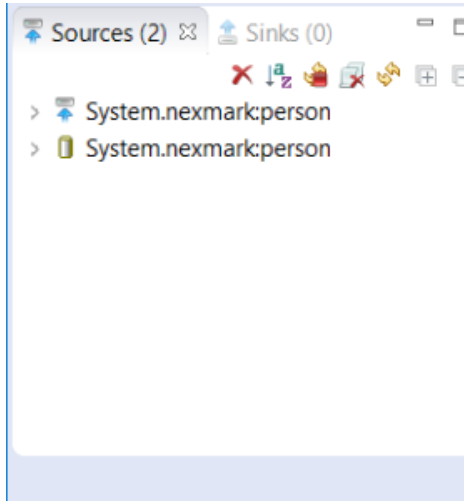 Sources (2) Sinks (0)
a
z
System.nexmark:person
System.nexmark:person